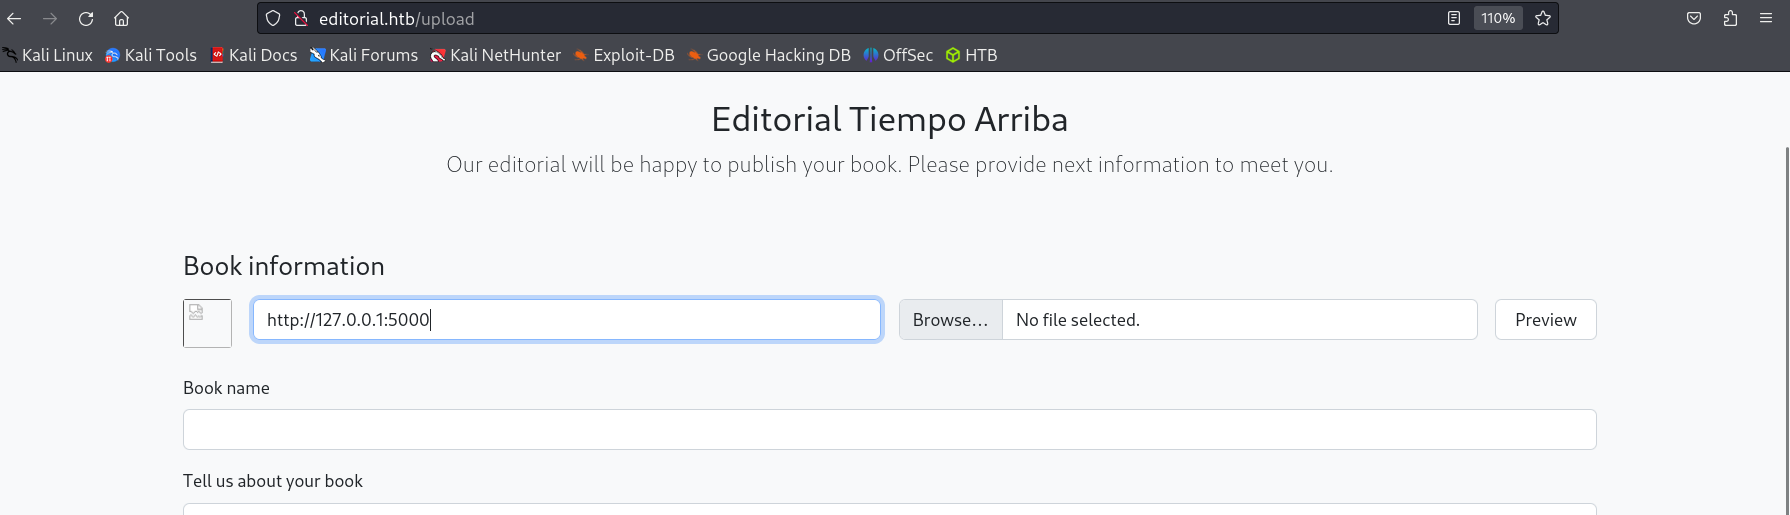 editorial.htb/upload 110%
Kali Linux Kali Tools Kali Docs Kali Forums Kali NetHunter Exploit-DB Google Hacking DB OffSec HTB
Editorial Tiempo Arriba
Our editorial will be happy to publish your book. Please provide next information to meet you.
Book information
http://127.0.0.1:5000 Browse... No file selected. Preview
Book name
Tell us about your book